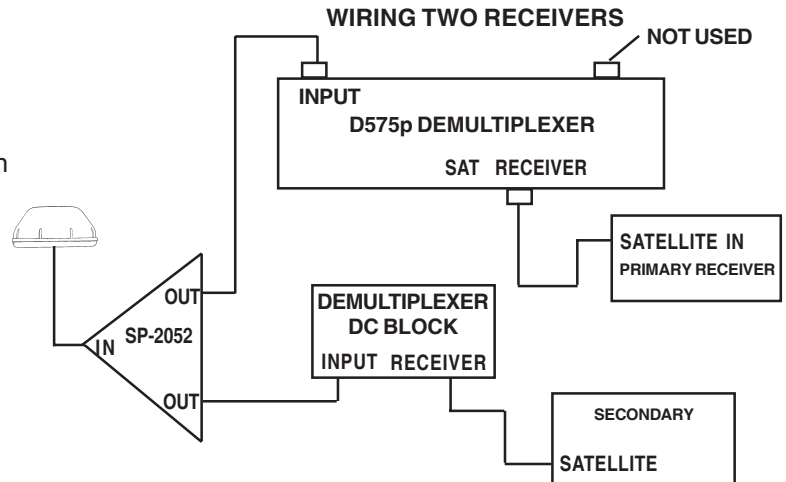 WIRING TWO RECEIVERS
NOT USED
INPUT
D575p DEMULTIPLEXER
SAT RECEIVER
n
SATELLITE IN
PRIMARY RECEIVER
OUT
SP-2052
IN
OUT
DEMULTIPLEXER
DC BLOCK
INPUT RECEIVER
SECONDARY
SATELLITE